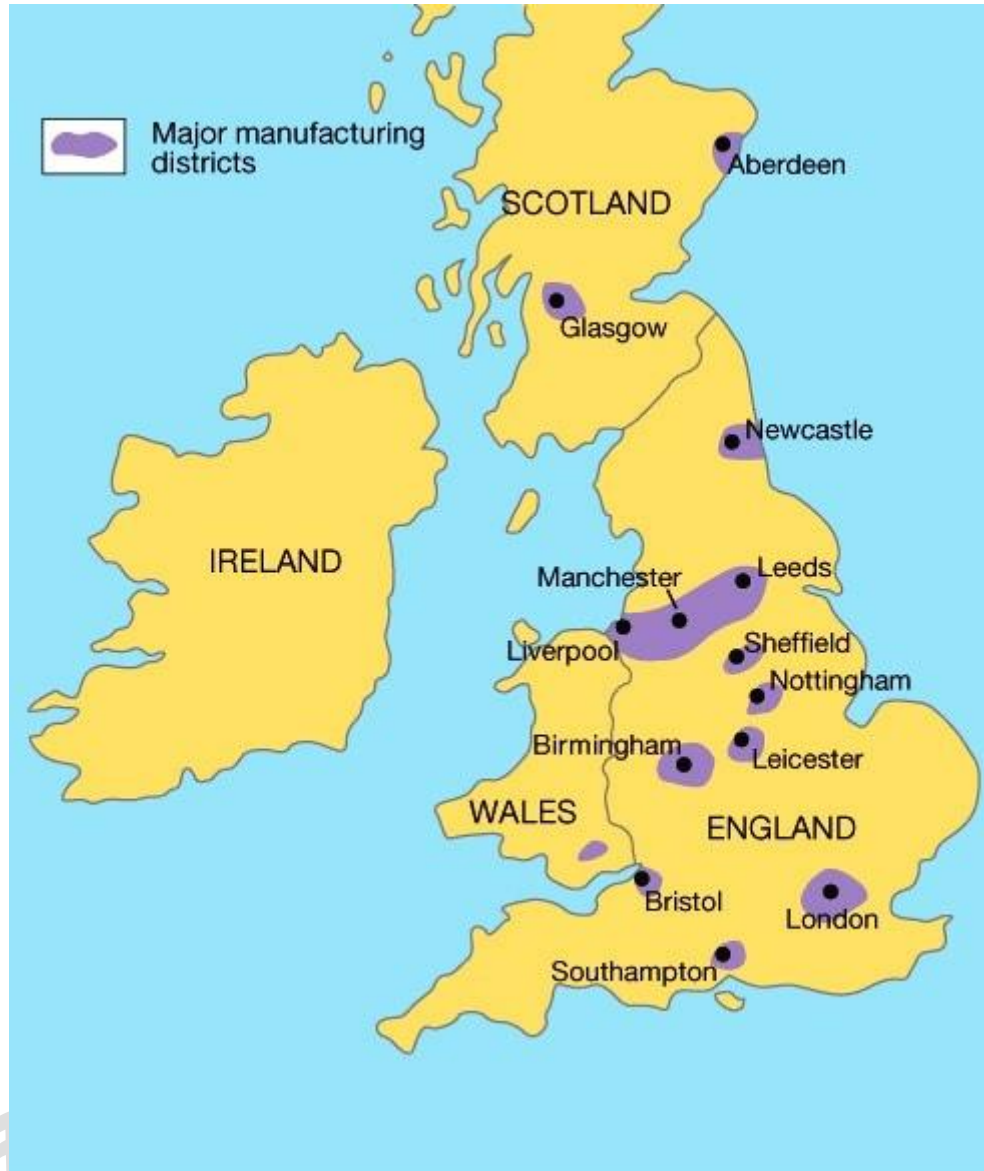 Major manufacturing
districts
Aberdeen
SCOTLAND
Glasgow
Newcastle
IRELAND
Manchester
Leeds
Liverpool
Sheffield
Nottingham
Birmingham
Leicester
WALES
ENGLAND
Bristol
London
Southampton